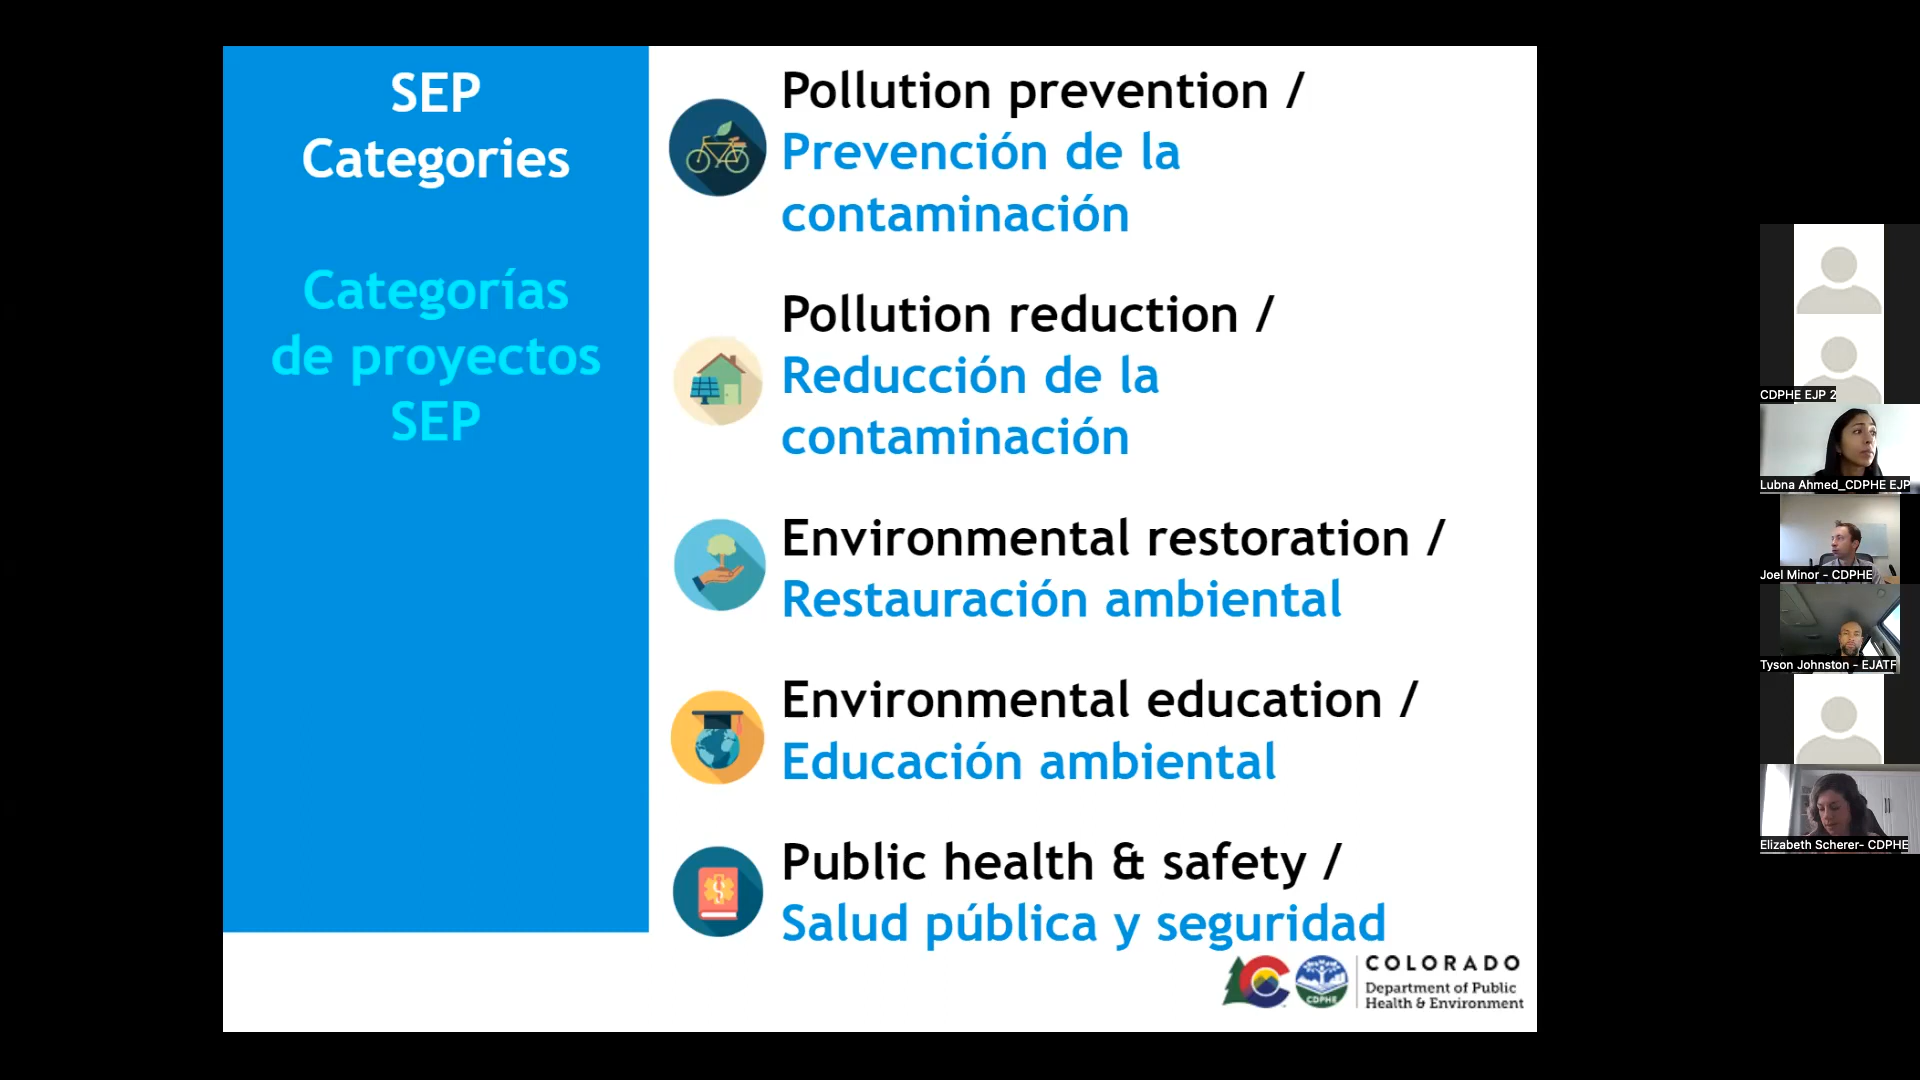 SEP
Categories
Categorías
de proyectos
SEP
Pollution prevention /
Prevención de la
contaminación
Pollution reduction /
Reducción de la
contaminación
Environmental restoration /
Restauración ambiental
Environmental education /
Educación ambiental
Public health & safety /
Salud pública y seguridad
CDPHE
COLORADO
Department of Public
Health & Environment
CDPHE EJP 2
Lubna Ahmed_CDPHE EJP
Joel Minor - CDPHE
Tyson Johnston - EJATF
Elizabeth Scherer- CDPHE